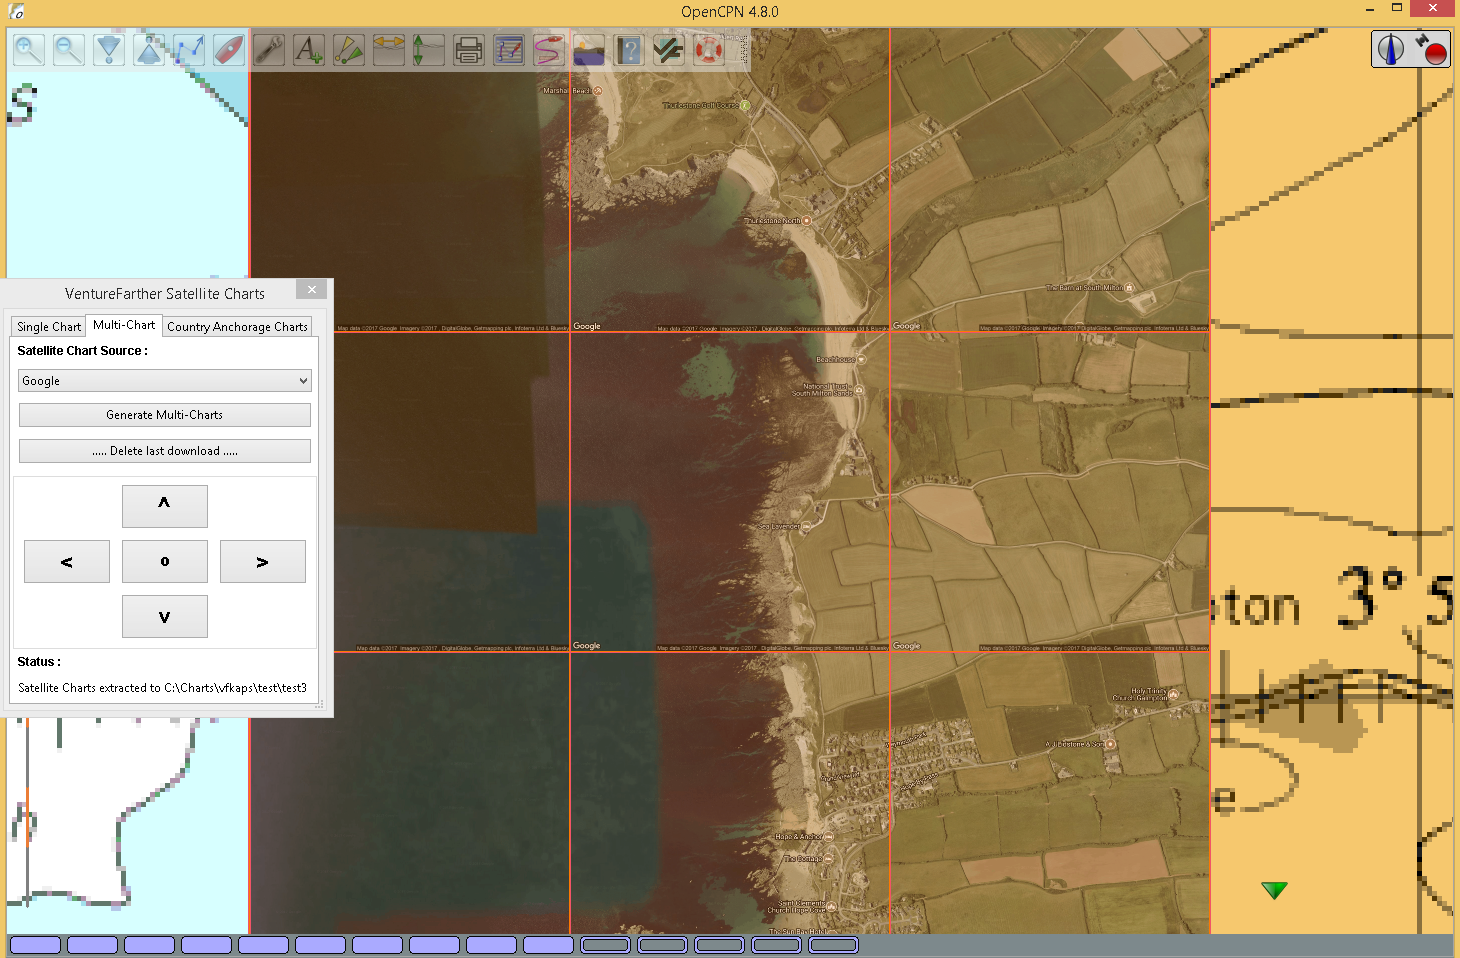 OpenCPN 4.8.0
S
Marshal Beach
Thurlestone Golf Course
Thurlestone North
The Barn at South Milton
VentureFarther Satellite Charts
Single Chart Multi-Chart Country Anchorage Charts
Satellite Chart Source :
Google
Generate Multi-Charts
..... Delete last download .....
^
< o >
v
Status :
Satellite Charts extracted to C:\Charts\vfkaps\test\test3
Map data ©2017 Google Imagery ©2017 , DigitalGlobe, Getmapping plc, Infoterra Ltd & Bluesky
Google
Map data ©2017 Google Imagery ©2017 , DigitalGlobe, Getmapping plc, Infoterra Ltd & Bluesky
Google
Map data ©2017 Google Imagery ©2017 , DigitalGlobe, Getmapping plc, Infoterra Ltd & Bluesky
Beachhouse
National Trust -
South Milton Sands
Sea Lavender
ton 3° 5
Map data ©2017 Imagery ©2017 , DigitalGlobe, Getmapping plc, Infoterra Ltd & Bluesky
Google
Map data ©2017 Google Imagery ©2017 , DigitalGlobe, Getmapping plc, Infoterra Ltd & Bluesky
Google
Map data ©2017 Imagery ©2017 , DigitalGlobe, Getmapping plc, Infoterra Ltd & Bluesky
Holy Trinity
Church Galmpton
A J Edstone & Son
e
Hope & Anchor
The Cottage
Saint Clements
Church Hope Cove
The Sun Bay Hotel